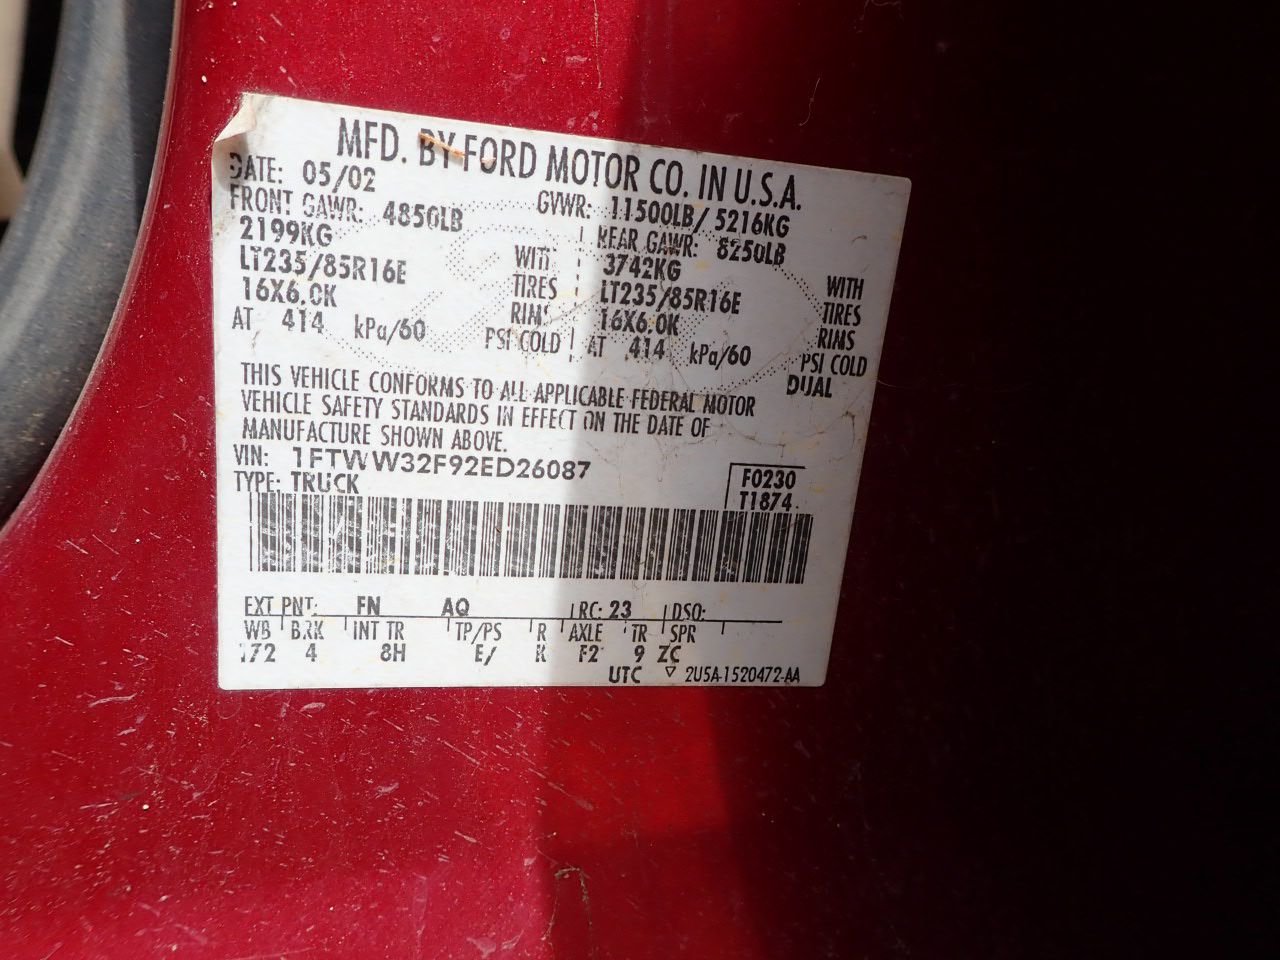 MFD. BY FORD MOTOR CO. IN U.S.A.
DATE: 05/02 GVWR: 11500LB/ 5216KG
FRONT GAWR: 4850LB REAR GAWR: 8250LB
2199KG WITH 3742KG WITH
LT235/85R16E TIRES LT235/85R16E TIRES
16X6.0K RIMS 16X6.0K RIMS
AT 414 kPa/60 PSI COLD AT 414 kPa/60 PSI COLD
DUAL
THIS VEHICLE CONFORMS TO ALL APPLICABLE FEDERAL MOTOR
VEHICLE SAFETY STANDARDS IN EFFECT ON THE DATE OF
MANUFACTURE SHOWN ABOVE.
VIN: 1FTWW32F92ED26087
TYPE: TRUCK
F0230
T1874
EXT PNT: FN AQ RC: 23 DSO:
WB BRK INT TR TP/PS R AXLE TR SPR
172 4 8H E/ K F2 9 ZC
UTC ▽ 2U5A-1520472-AA